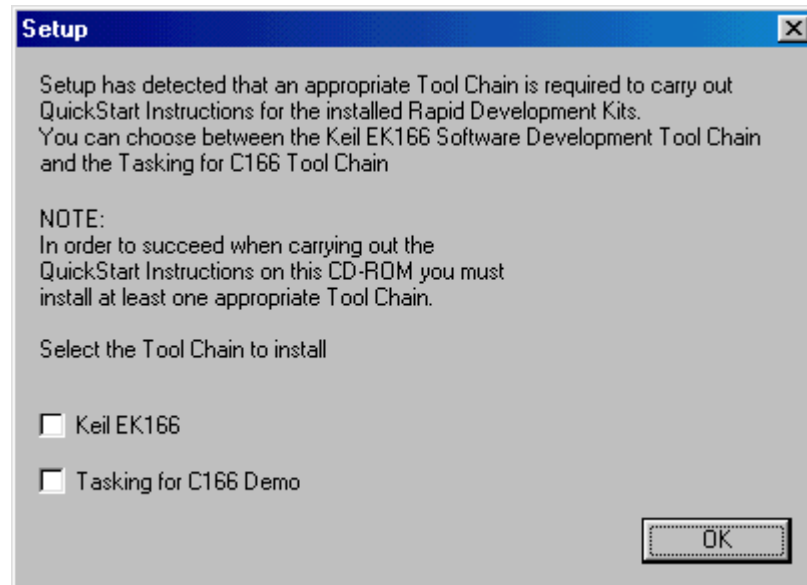 Setup
Setup has detected that an appropriate Tool Chain is required to carry out
QuickStart Instructions for the installed Rapid Development Kits.
You can choose between the Keil EK166 Software Development Tool Chain
and the Tasking for C166 Tool Chain
NOTE:
In order to succeed when carrying out the
QuickStart Instructions on this CD-ROM you must
install at least one appropriate Tool Chain.
Select the Tool Chain to install
Keil EK166
Tasking for C166 Demo
OK